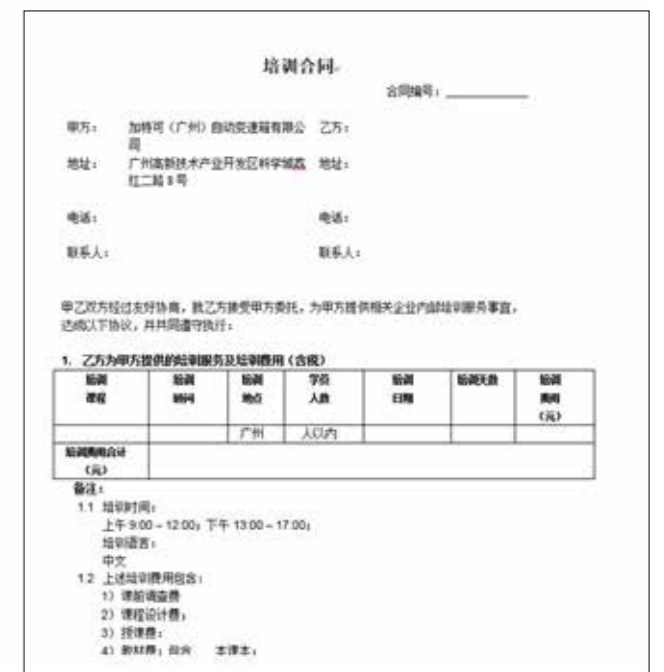 培训合同
合同编号：
甲方： 加特可（广州）自动变速箱有限公 乙方：
司
地址： 广州高新技术产业开发区科学城荔 地址：
红二路 8 号
电话： 电话：
联系人： 联系人：
甲乙双方经过友好协商，就乙方接受甲方委托，为甲方提供相关企业内部培训服务事宜，
达成以下协议，并共同遵守执行：
1. 乙方为甲方提供的培训服务及培训费用（含税）
培训 培训 培训 学员 培训 培训天数 培训
课程 顾问 地点 人数 日期 费用
（元）
广州 人以内
培训费用合计
（元）
备注：
1.1 培训时间：
上午 9:00 – 12:00；下午 13:00 – 17:00；
培训语言：
中文
1.2 上述培训费用包含：
1）课前调查费
2）课程设计费；
3）授课费；
4）教材费；包含 本课本；